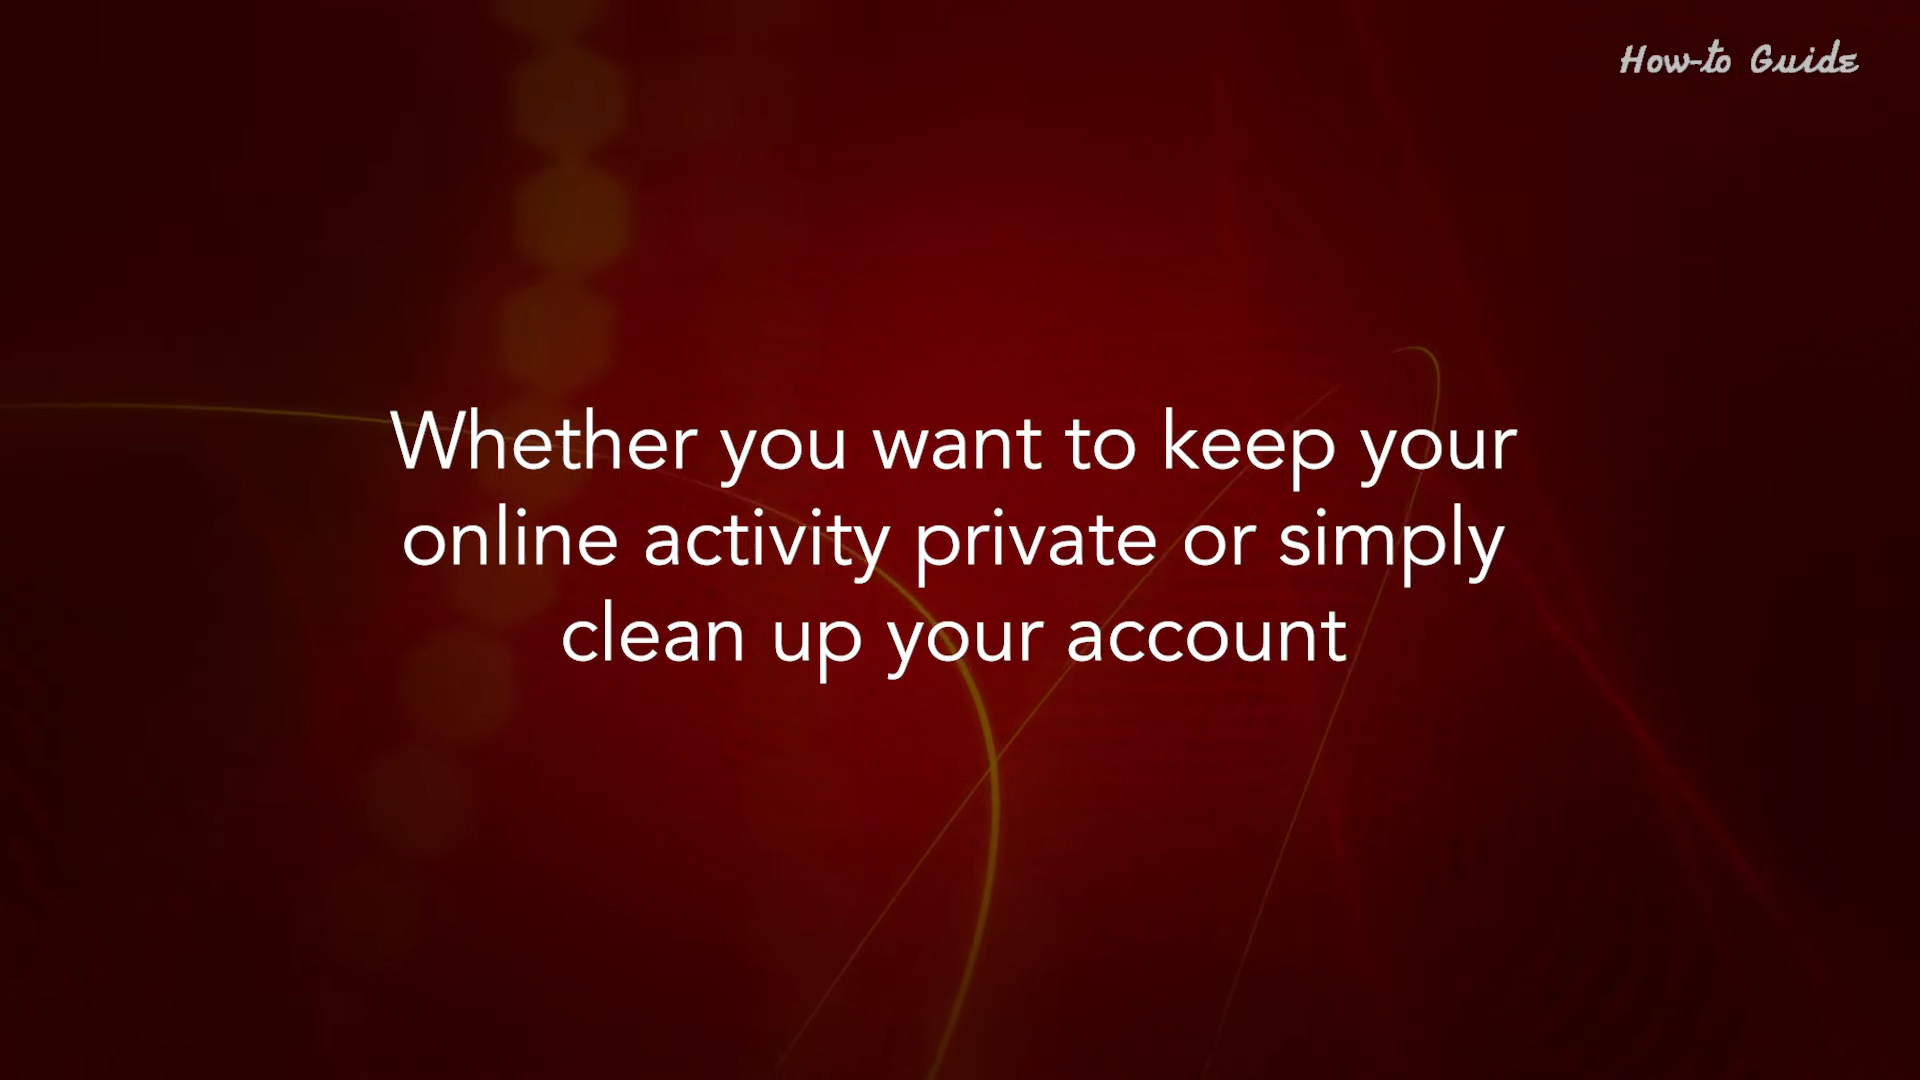 How-to Guide
Whether you want to keep your
online activity private or simply
clean up your account